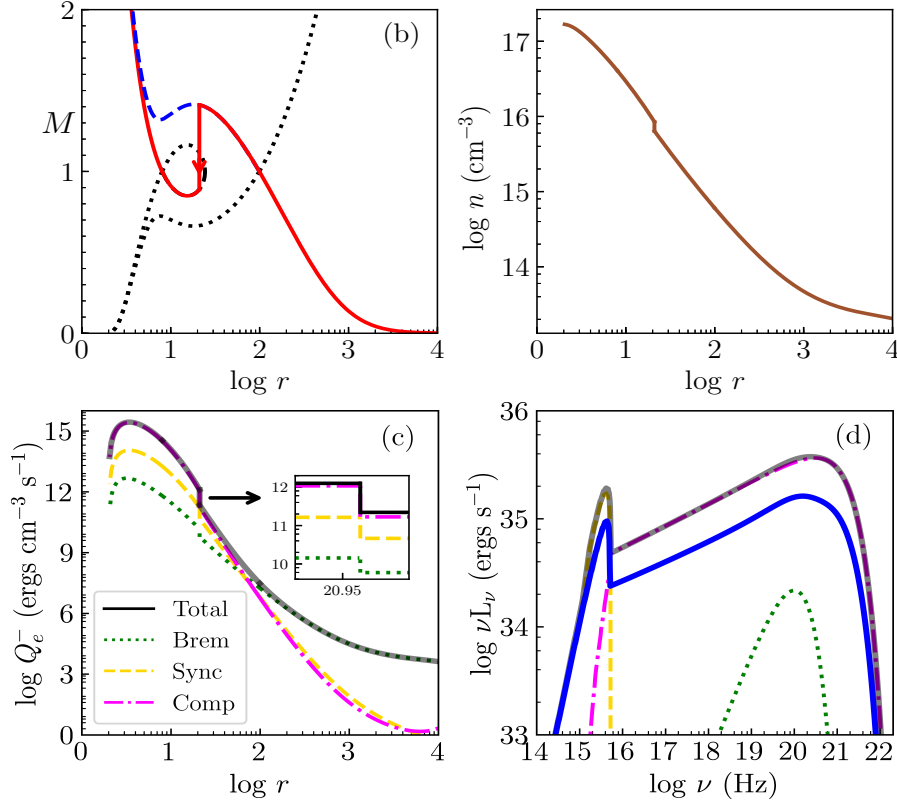 (b)
2
1
0
M
0 1 2 3 4
log r
17
16
15
14
log n (cm⁻³)
0 1 2 3 4
log r
(c)
15
12
9
6
3
0
log Qₑ⁻ (ergs cm⁻³ s⁻¹)
12
11
10
20.95
Total
Brem
Sync
Comp
0 1 2 3 4
log r
(d)
36
35
34
33
log νL_ν (ergs s⁻¹)
14 15 16 17 18 19 20 21 22
log ν (Hz)